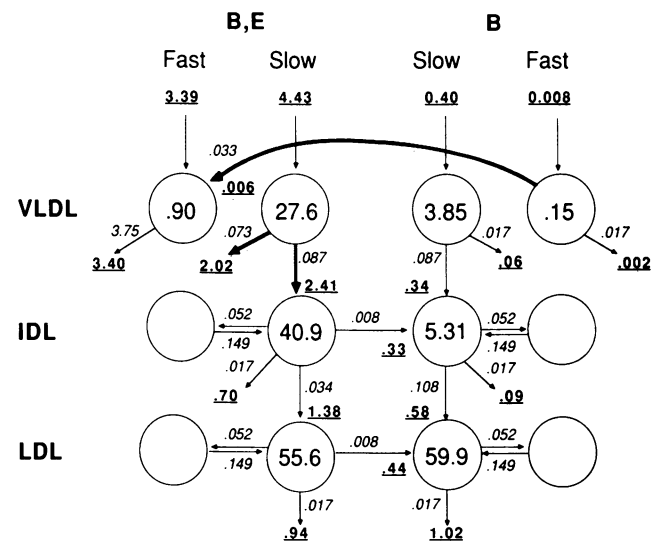 B,E B
Fast Slow Slow Fast
3.39 4.43 0.40 0.008
.033
.006
VLDL .90 27.6 3.85 .15
3.75 .073 .017 .017
3.40 2.02 .087 .087 .06 .002
2.41 .34
.052 .008 .052
IDL 40.9 5.31
.149 .33 .149
.017 .017
.70 .034 .108 .09
1.38 .58
.052 .008 .052
LDL 55.6 59.9
.149 .44 .149
.017 .017
.94 1.02